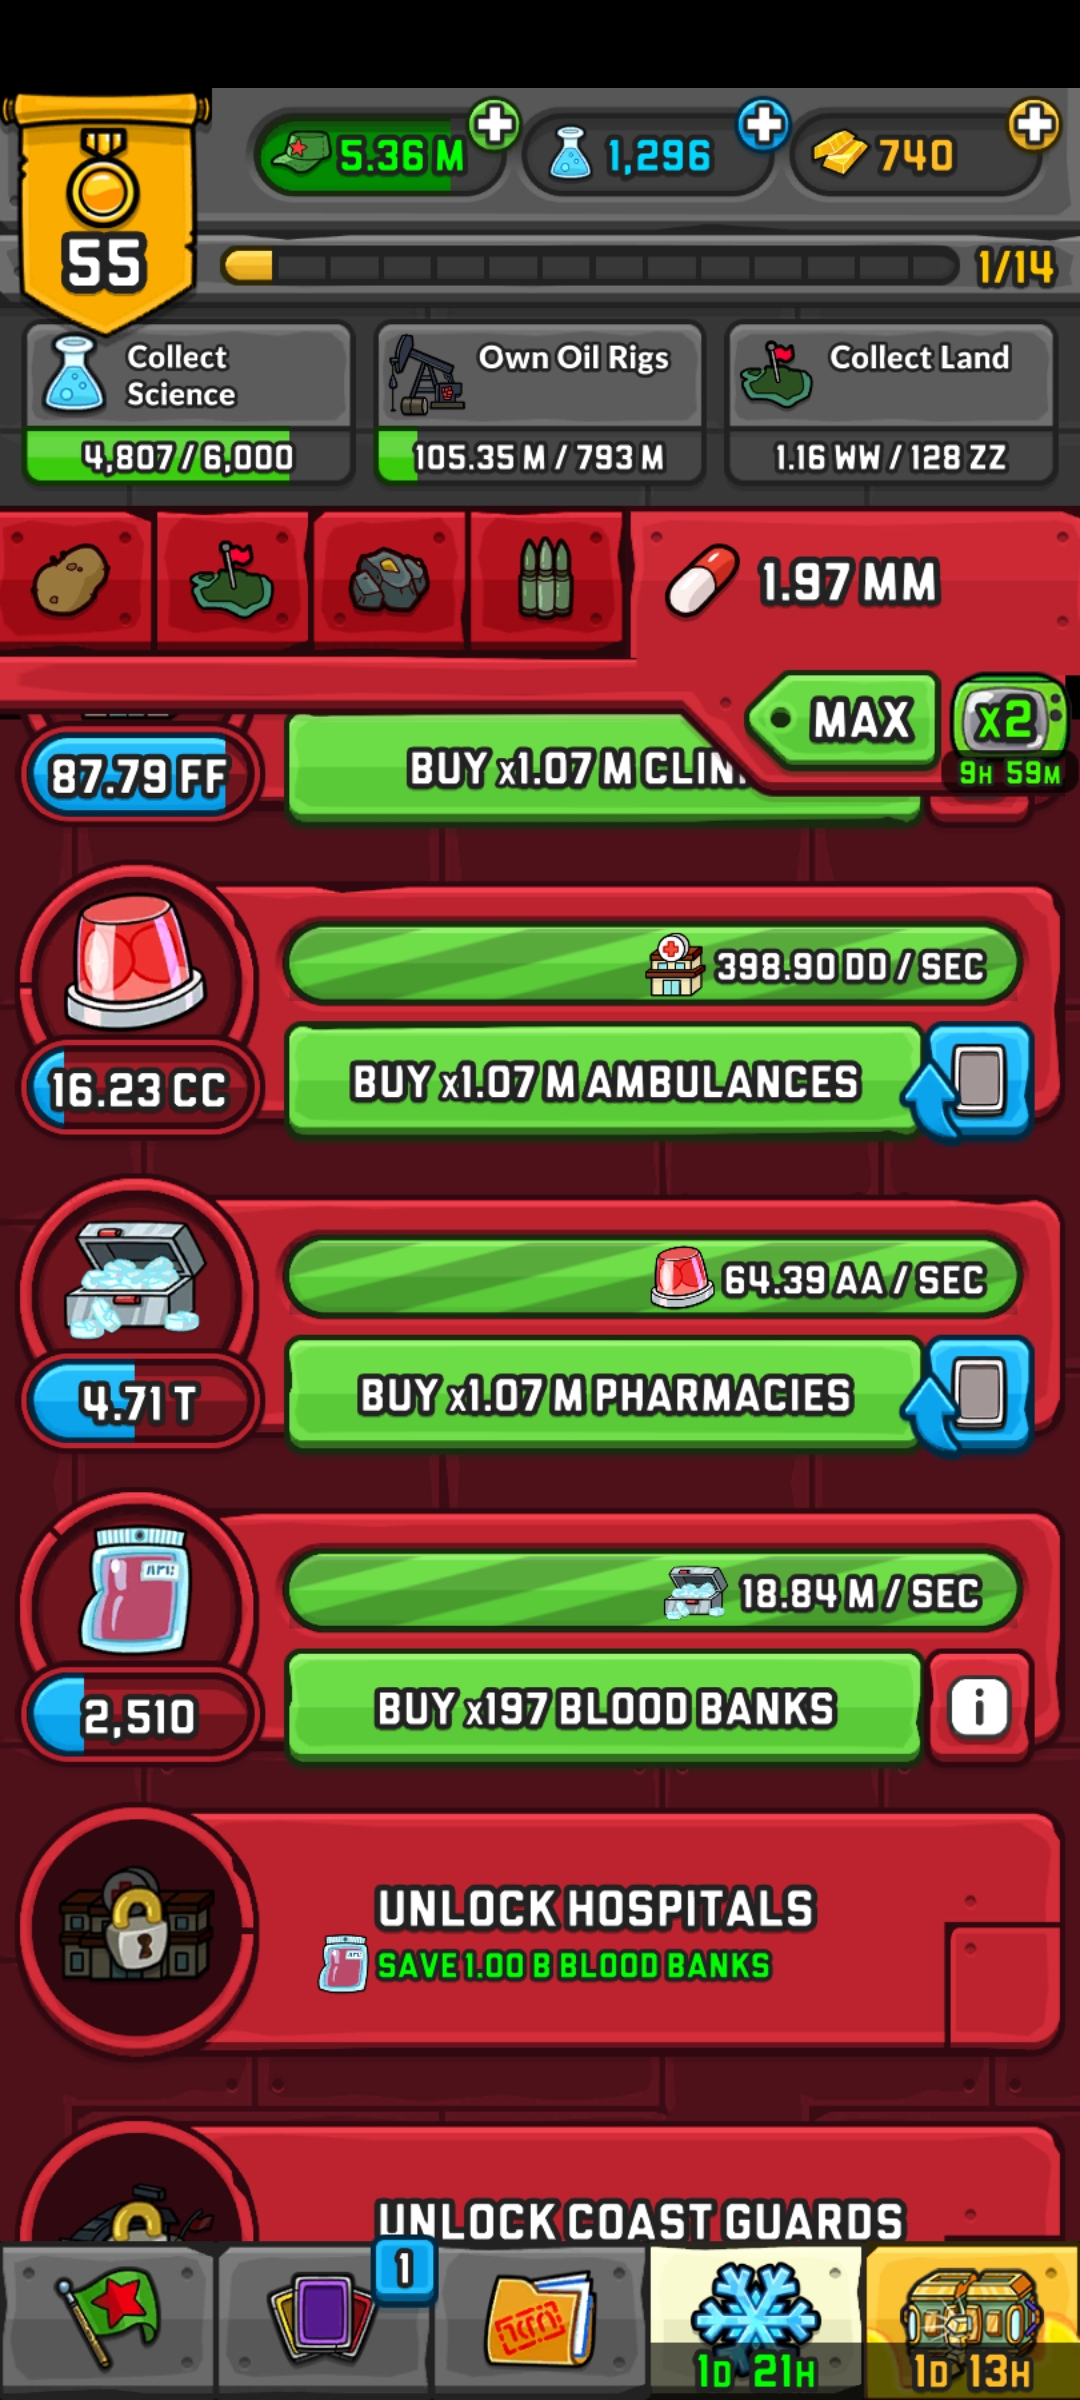 55
5.36 M
1,296
740
1/14
Collect
Science
4,807/6,000
Own Oil Rigs
105.35 M / 793 M
Collect Land
1.16 WW / 128 ZZ
1.97 MM
MAX
x2
9H 59M
87.79 FF
BUY x1.07 M CLIN
398.90 DD / SEC
16.23 CC
BUY x1.07 M AMBULANCES
64.39 AA / SEC
4.71 T
BUY x1.07 M PHARMACIES
18.84 M / SEC
2,510
BUY x197 BLOOD BANKS
i
UNLOCK HOSPITALS
SAVE 1.00 B BLOOD BANKS
UNLOCK COAST GUARDS
1
1D 21H
1D 13H